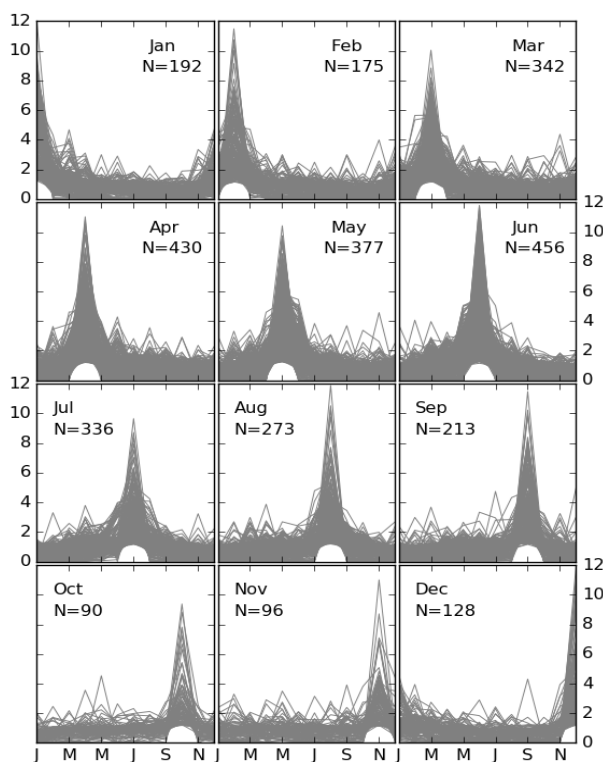 12
10
8
6
4
2
0
Jan
N=192
Feb
N=175
Mar
N=342
Apr
N=430
May
N=377
Jun
N=456
12
10
8
6
4
2
0
12
10
8
6
4
2
0
Jul
N=336
Aug
N=273
Sep
N=213
Oct
N=90
Nov
N=96
Dec
N=128
12
10
8
6
4
2
0
J M M J S N J M M J S N J M M J S N